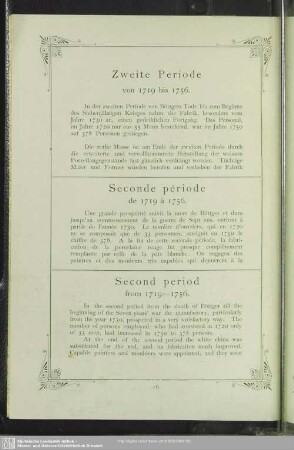 Zweite Periode
von 1719 bis 1756.
In der zweiten Periode von Böttgers Tode bis zum Beginne
des Siebenjährigen Krieges nahm die Fabrik, besonders vom
Jahre 1730 an, einen gedeihlichen Fortgang. Das Personal,
im Jahre 1720 nur aus 33 Mann bestehend, war im Jahre 1750
auf 378 Personen gestiegen.
Die rothe Masse ist am Ende der zweiten Periode durch
die erweiterte und vervollkommnete Herstellung der weissen
Porzellangegenstände fast gänzlich verdrängt worden. Tüchtige
Maler und Former wurden berufen und verliehen der Fabrik
Seconde période
de 1719 à 1756.
Une grande prospérité suivit la mort de Böttger et dura
jusqu'au commencement de la guerre de Sept ans, surtout à
partir de l'année 1730. Le nombre d'ouvriers, qui en 1720
ne se composait que de 33 personnes, atteignit en 1750 le
chiffre de 378. A la fin de cette seconde période, la fabri-
cation de la porcelaine rouge fut presque complètement
remplacée par celle de la pâte blanche. On engagea des
peintres et des modeleurs très capables qui donnèrent à la
Second period
from 1719—1756.
In the second period from the death of Böttger till the
beginning of the Seven years' war the manufactory, particularly
from the year 1730, prospered in a very satisfactory way. The
number of persons employed, who had consisted in 1720 only
of 33 men, had increased in 1750 to 378 persons.
At the end of the second period the white china was
substituted for the red, and its fabrication much improved.
Capable painters and moulders were appointed, and they soon